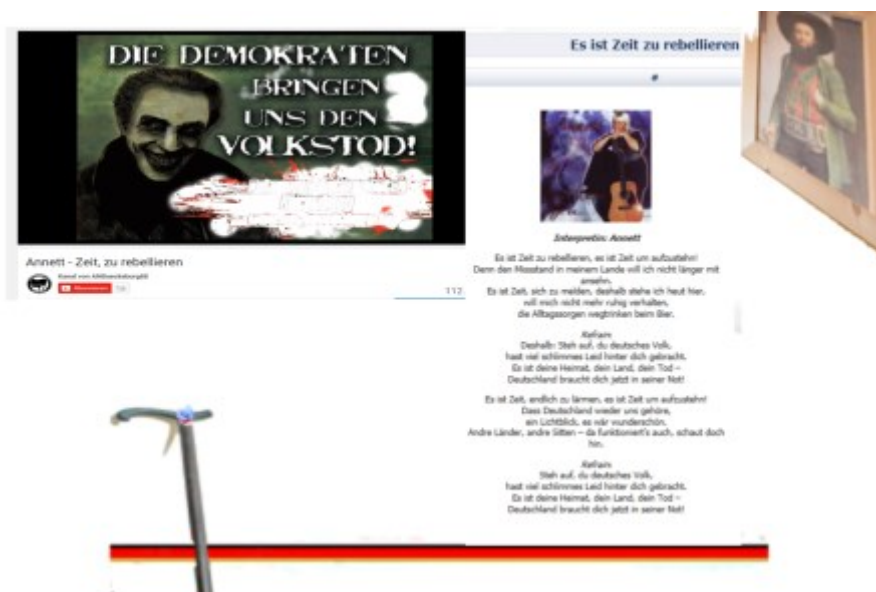 DIE DEMOKRATEN
BRINGEN
UNS DEN
VOLKSTOD!
Annett - Zeit, zu rebellieren
Kanal von
Abonnieren
112
Es ist Zeit zu rebellieren
Interpretin: Annett
Es ist Zeit zu rebellieren, es ist Zeit um aufzustehn!
Denn den Missstand in meinem Lande will ich nicht länger mit
ansehn.
Es ist Zeit, sich zu melden, deshalb stehe ich heut hier,
will mich nicht mehr ruhig verhalten,
die Alltagssorgen wegtrinken beim Bier.
Refrain
Deshalb: Steh auf, du deutsches Volk,
hast viel schlimmes Leid hinter dich gebracht.
Es ist deine Heimat, dein Land, dein Tod –
Deutschland braucht dich jetzt in seiner Not!
Es ist Zeit, endlich zu lärmen, es ist Zeit um aufzustehn!
Dass Deutschland wieder uns gehöre,
ein Lichtblick, es wär wunderschön.
Andre Länder, andre Sitten – da funktioniert's auch, schaut doch
hin.
Refrain
Steh auf, du deutsches Volk,
hast viel schlimmes Leid hinter dich gebracht.
Es ist deine Heimat, dein Land, dein Tod –
Deutschland braucht dich jetzt in seiner Not!